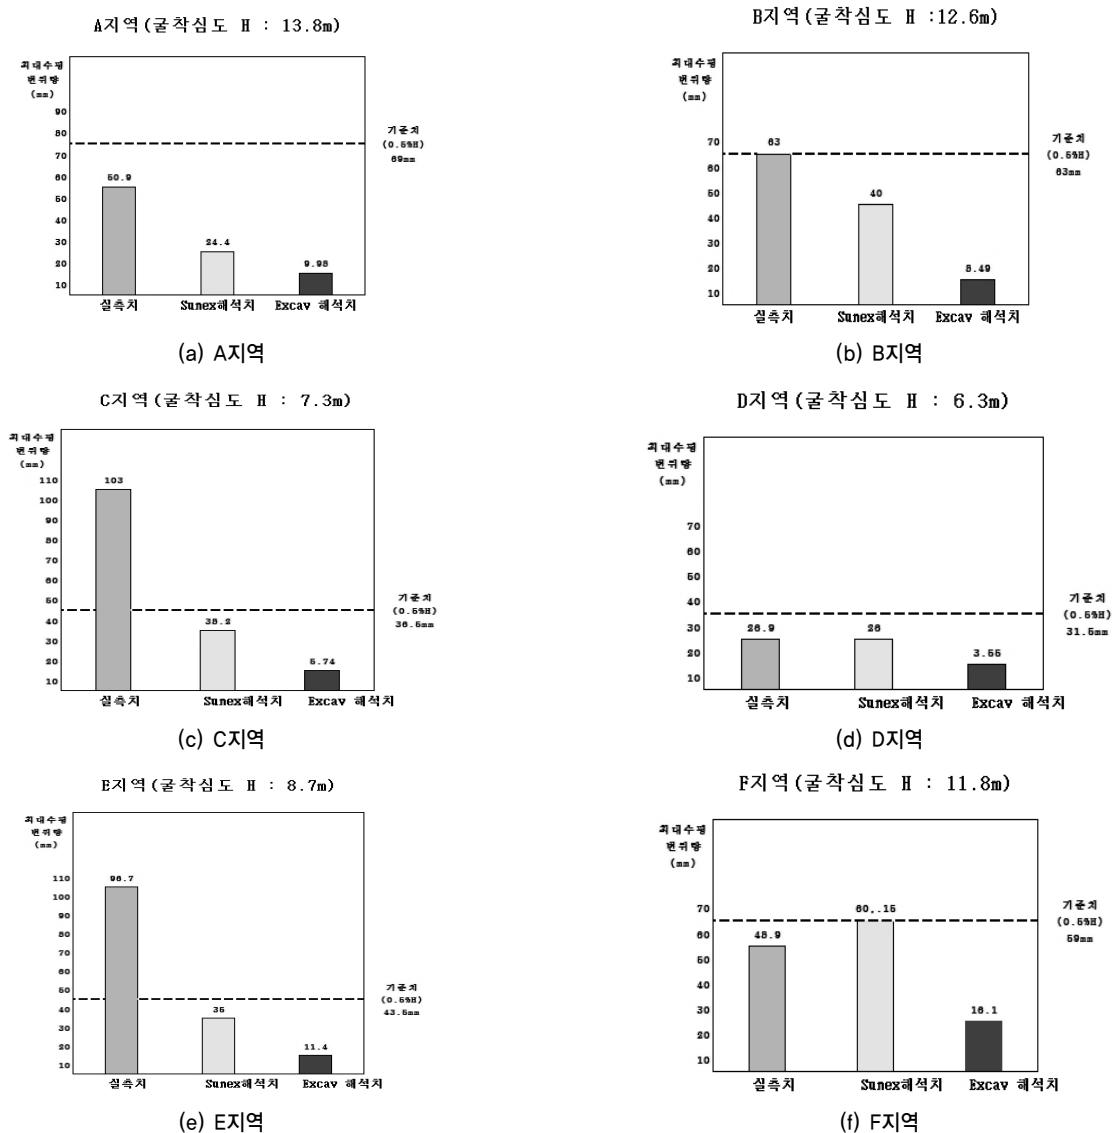 A지역(굴착심도 H : 13.8m)
최대수평
변위량
(mm)
90
80
70
60
50
40
30
20
10
50.9
24.4
9.98
기준치
(0.5%H)
69mm
실측치 Sunex해석치 Excav 해석치
(a) A지역
B지역(굴착심도 H :12.6m)
최대수평
변위량
(mm)
70
60
50
40
30
20
10
63
40
8.49
기준치
(0.5%H)
63mm
실측치 Sunex해석치 Excav 해석치
(b) B지역
C지역(굴착심도 H : 7.3m)
최대수평
변위량
(mm)
110
100
90
80
70
60
50
40
30
20
10
103
38.2
5.74
기준치
(0.5%H)
36.5mm
실측치 Sunex해석치 Excav 해석치
(c) C지역
D지역(굴착심도 H : 6.3m)
최대수평
변위량
(mm)
70
60
50
40
30
20
10
26.9
26
3.55
기준치
(0.5%H)
31.5mm
실측치 Sunex해석치 Excav 해석치
(d) D지역
E지역(굴착심도 H : 8.7m)
최대수평
변위량
(mm)
110
100
90
80
70
60
50
40
30
20
10
96.7
35
11.4
기준치
(0.5%H)
43.5mm
실측치 Sunex해석치 Excav 해석치
(e) E지역
F지역(굴착심도 H : 11.8m)
최대수평
변위량
(mm)
70
60
50
40
30
20
10
48.9
60,.15
16.1
기준치
(0.5%H)
59mm
실측치 Sunex해석치 Excav 해석치
(f) F지역